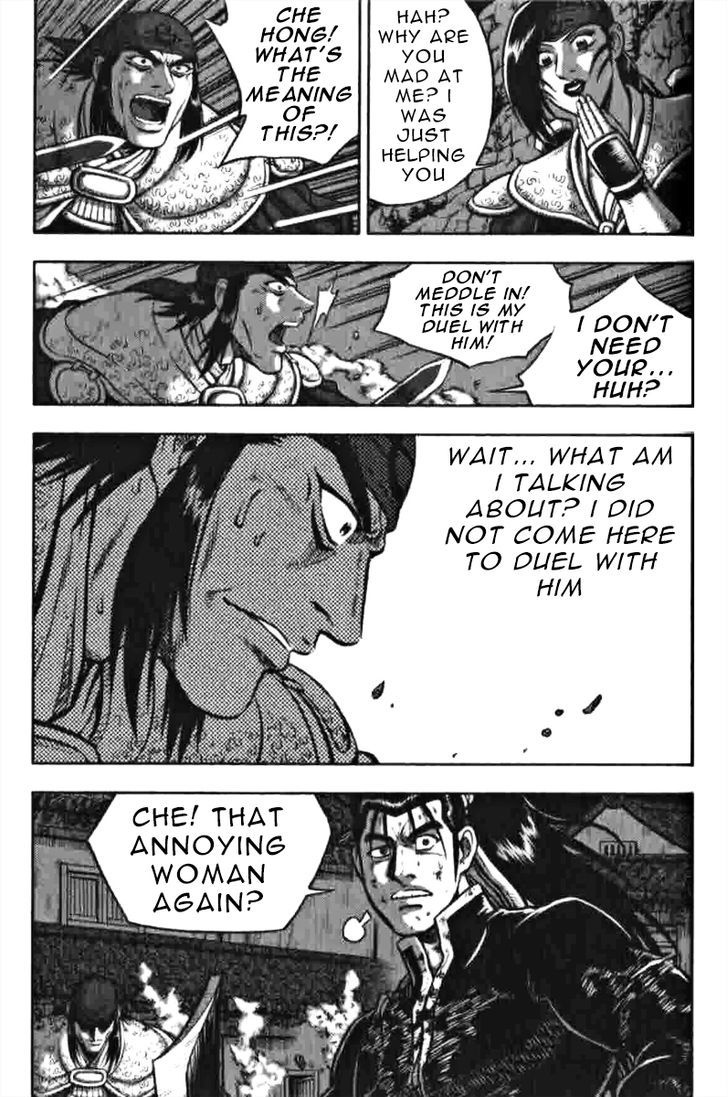 CHE
HONG!
WHAT'S
THE
MEANING
OF
THIS?!
HAH?
WHY ARE
YOU
MAD AT
ME? I
WAS
JUST
HELPING
YOU
DON'T
MEDDLE IN!
THIS IS MY
DUEL WITH
HIM!
I DON'T
NEED
YOUR...
HUH?
WAIT... WHAT AM
I TALKING
ABOUT? I DID
NOT COME HERE
TO DUEL WITH
HIM
CHE! THAT
ANNOYING
WOMAN
AGAIN?